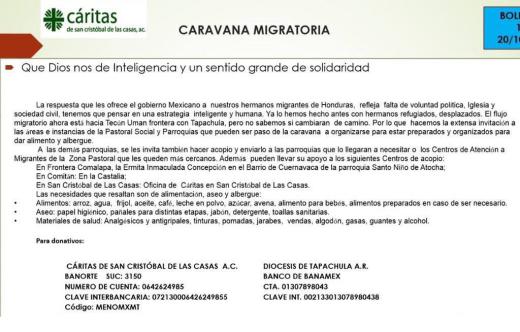 cáritas
de san cristóbal de las casas, ac.
CARAVANA MIGRATORIA
BOL
20/10
Que Dios nos de Inteligencia y un sentido grande de solidaridad
La respuesta que les ofrece el gobierno Mexicano a nuestros hermanos migrantes de Honduras, refleja falta de voluntad política, Iglesia y
sociedad civil, tenemos que pensar en una estrategia inteligente y humana. Ya lo hemos hecho antes con hermanos refugiados, desplazados. El flujo
migratorio ahora está hacia Tecún Uman frontera con Tapachula, pero no sabemos si cambiaran de camino. Por lo que hacemos la extensa invitación a
las áreas e instancias de la Pastoral Social y Parroquias que pueden ser paso de la caravana a organizarse para estar preparados y organizados para
dar alimento y albergue.
A las demás parroquias, se les invita también hacer acopio y enviarlo a las parroquias que lo llegaran a necesitar o los Centros de Atención a
Migrantes de la Zona Pastoral que les queden más cercanos. Además pueden llevar su apoyo a los siguientes Centros de acopio:
En Frontera Comalapa, la Ermita Inmaculada Concepción en el Barrio de Cuernavaca de la parroquia Santo Niño de Atocha;
En Comitán: En la Castalia;
En San Cristóbal de Las Casas: Oficina de Cáritas en San Cristóbal de Las Casas.
Las necesidades que resaltan son de alimentación, aseo y albergue:
• Alimentos: arroz, agua, frijol, aceite, café, leche en polvo, azúcar, avena, alimento para bebés, alimentos preparados en caso de ser necesario.
• Aseo: papel higiénico, pañales para distintas etapas, jabón, detergente, toallas sanitarias.
• Materiales de salud: Analgésicos y antigripales, tinturas, pomadas, jarabes, vendas, algodón, gasas, guantes y alcohol.
Para donativos:
CÁRITAS DE SAN CRISTÓBAL DE LAS CASAS A.C. DIOCESIS DE TAPACHULA A.R.
BANORTE SUC: 3150 BANCO DE BANAMEX
NUMERO DE CUENTA: 0642624985 CTA. 01307898043
CLAVE INTERBANCARIA: 072130006426249855 CLAVE INT. 002133013078980438
Código: MENOMXMT